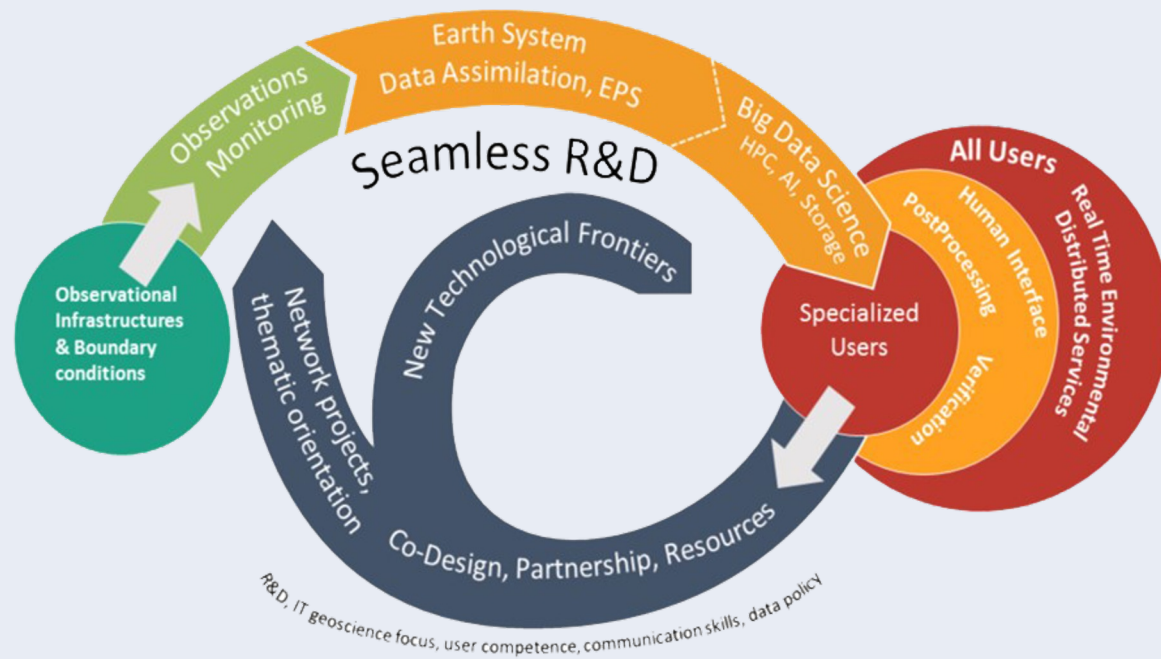 Observational
Infrastructures
& Boundary
conditions
Observations
Monitoring
Earth System
Data Assimilation, EPS
Big Data Science
HPC, AI, Storage
Seamless R&D
All Users
Real Time Environmental
Distributed Services
Human Interface
PostProcessing
Verification
Specialized
Users
New Technological Frontiers
Network projects,
thematic orientation
Co-Design, Partnership, Resources
R&D, IT geoscience focus, user competence, communication skills, data policy